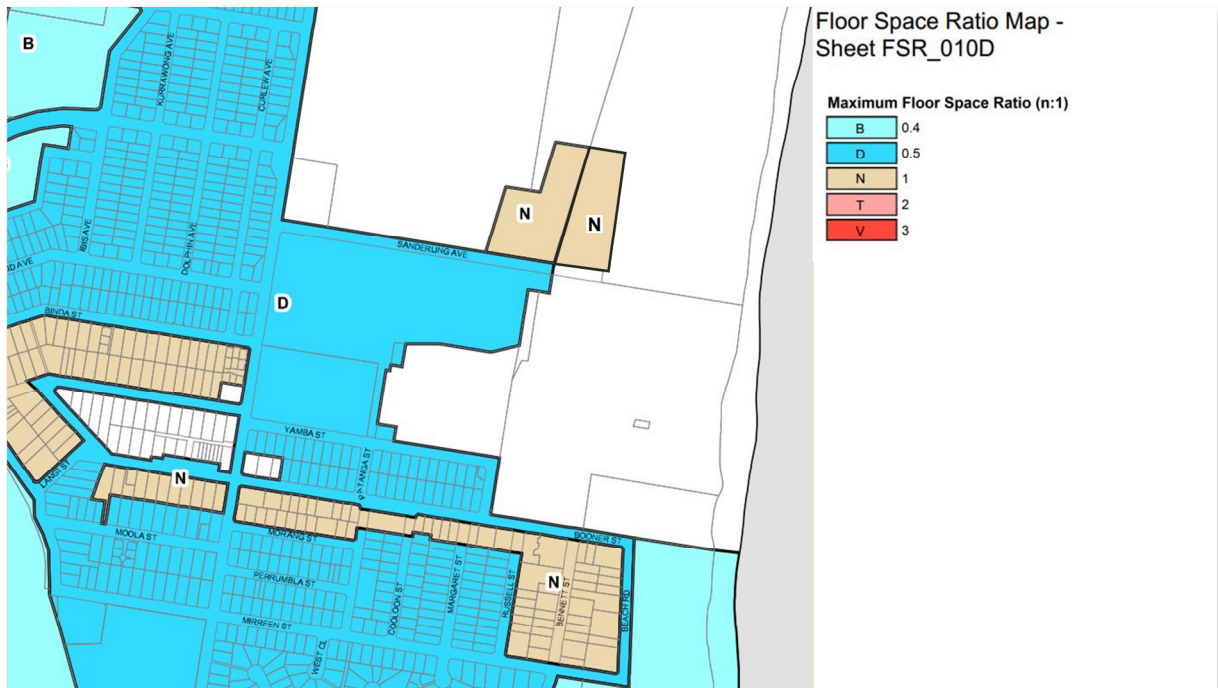 Floor Space Ratio Map -
Sheet FSR_010D
Maximum Floor Space Ratio (n:1)
B 0.4
D 0.5
N 1
T 2
V 3
B
KURRAWONG AVE
CURLEW AVE
IBIS AVE
DOLPHIN AVE
AVE
SANDERLING AVE
N
N
D
BINDA ST
YAMBA ST
LANGI ST
N
ST
BOONER ST
MOOLA ST
MORANG ST
PERRUMBLA ST
COOLOON ST
MARGARET ST
RUSSELL ST
BENNETT ST
N
BEACH RD
MIRREEN ST
WEST CL